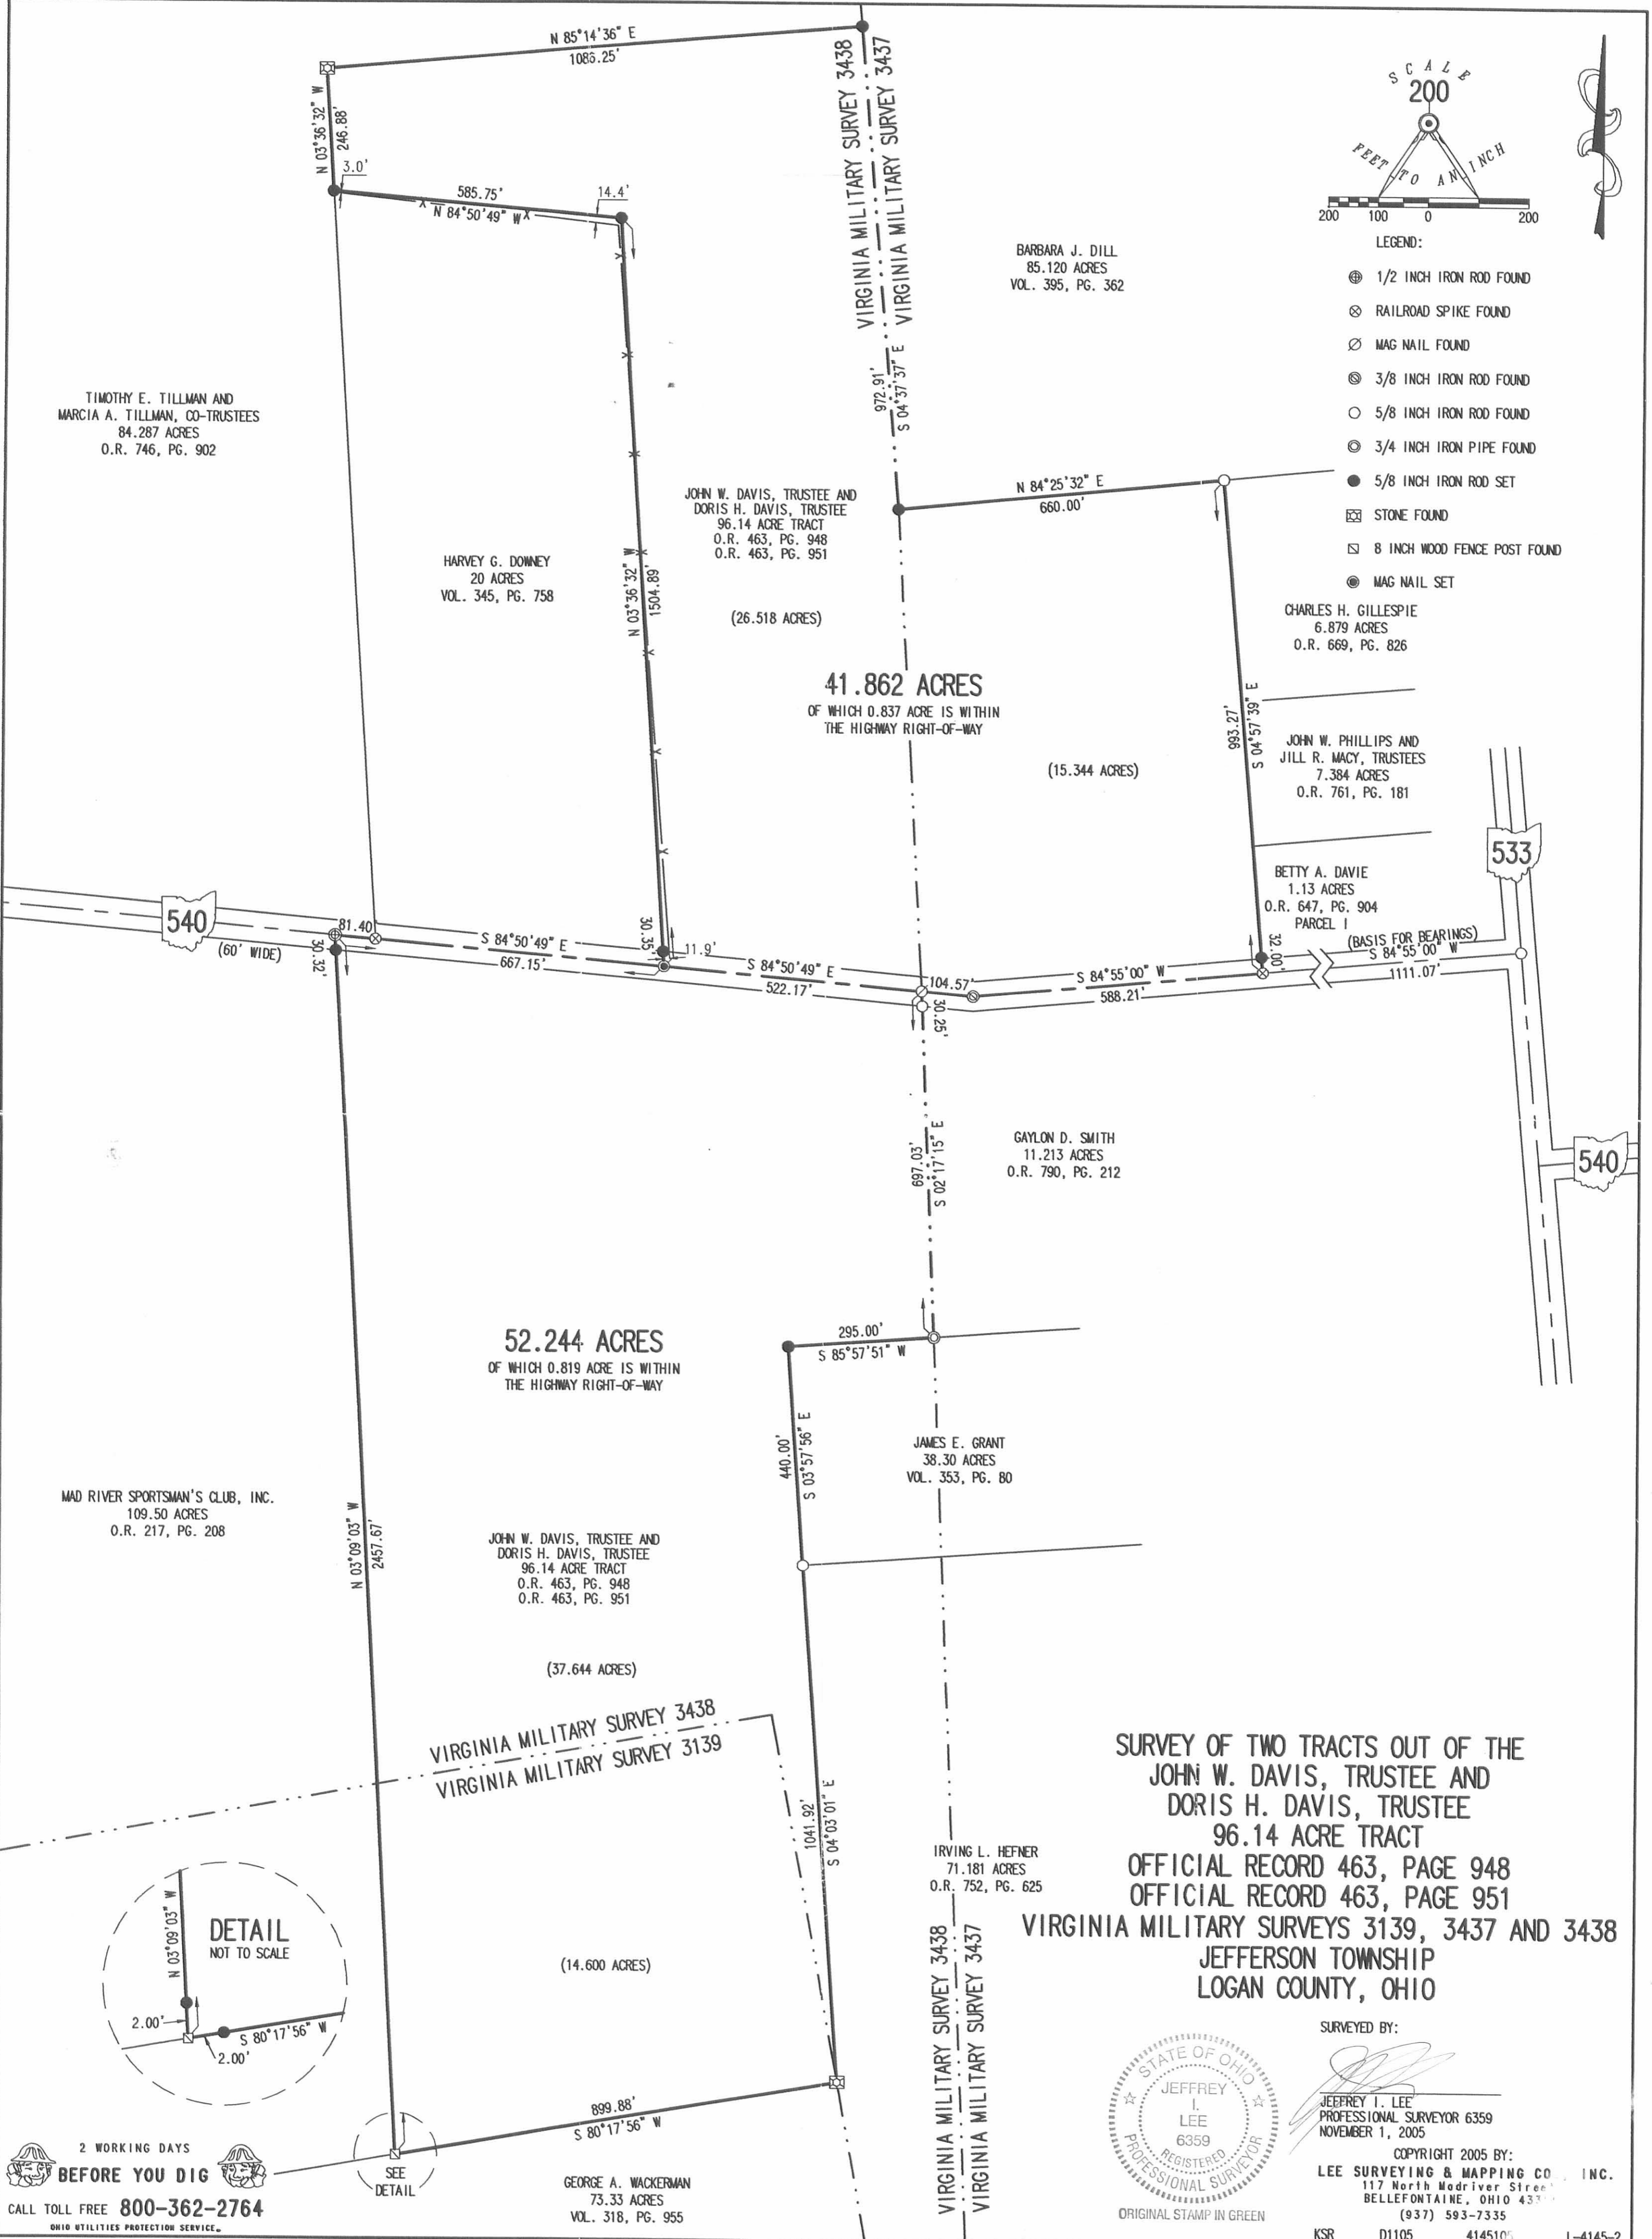 N 85°14'36" E
1086.25'
N 03°36'32" W
246.88'
3.0'
585.75'
N 84°50'49" W
14.4'
VIRGINIA MILITARY SURVEY 3438
VIRGINIA MILITARY SURVEY 3437
972.91'
S 04°37'37" E
BARBARA J. DILL
85.120 ACRES
VOL. 395, PG. 362
SCALE
200
FEET TO AN INCH
200 100 0 200
LEGEND:
1/2 INCH IRON ROD FOUND
RAILROAD SPIKE FOUND
MAG NAIL FOUND
3/8 INCH IRON ROD FOUND
5/8 INCH IRON ROD FOUND
3/4 INCH IRON PIPE FOUND
5/8 INCH IRON ROD SET
STONE FOUND
8 INCH WOOD FENCE POST FOUND
MAG NAIL SET
TIMOTHY E. TILLMAN AND
MARCIA A. TILLMAN, CO-TRUSTEES
84.287 ACRES
O.R. 746, PG. 902
HARVEY G. DOWNEY
20 ACRES
VOL. 345, PG. 758
N 03°36'32" W
1504.89'
JOHN W. DAVIS, TRUSTEE AND
DORIS H. DAVIS, TRUSTEE
96.14 ACRE TRACT
O.R. 463, PG. 948
O.R. 463, PG. 951
(26.518 ACRES)
N 84°25'32" E
660.00'
41.862 ACRES
OF WHICH 0.837 ACRE IS WITHIN
THE HIGHWAY RIGHT-OF-WAY
(15.344 ACRES)
993.27'
S 04°57'39" E
CHARLES H. GILLESPIE
6.879 ACRES
O.R. 669, PG. 826
JOHN W. PHILLIPS AND
JILL R. MACY, TRUSTEES
7.384 ACRES
O.R. 761, PG. 181
BETTY A. DAVIE
1.13 ACRES
O.R. 647, PG. 904
PARCEL I
533
540
(60' WIDE)
81.40'
30.32'
S 84°50'49" E
667.15'
30.35'
11.9'
S 84°50'49" E
522.17'
104.57'
30.25'
S 84°55'00" W
588.21'
32.00'
(BASIS FOR BEARINGS)
S 84°55'00" W
1111.07'
540
697.03'
S 02°17'15" E
GAYLON D. SMITH
11.213 ACRES
O.R. 790, PG. 212
52.244 ACRES
OF WHICH 0.819 ACRE IS WITHIN
THE HIGHWAY RIGHT-OF-WAY
295.00'
S 85°57'51" W
440.00'
S 03°57'56" E
JAMES E. GRANT
38.30 ACRES
VOL. 353, PG. 80
MAD RIVER SPORTSMAN'S CLUB, INC.
109.50 ACRES
O.R. 217, PG. 208
N 03°09'03" W
2457.67'
JOHN W. DAVIS, TRUSTEE AND
DORIS H. DAVIS, TRUSTEE
96.14 ACRE TRACT
O.R. 463, PG. 948
O.R. 463, PG. 951
(37.644 ACRES)
VIRGINIA MILITARY SURVEY 3438
VIRGINIA MILITARY SURVEY 3139
1041.92'
S 04°03'01" E
IRVING L. HEFNER
71.181 ACRES
O.R. 752, PG. 625
VIRGINIA MILITARY SURVEY 3438
VIRGINIA MILITARY SURVEY 3437
DETAIL
NOT TO SCALE
N 03°09'03" W
2.00'
S 80°17'56" W
2.00'
(14.600 ACRES)
899.88'
S 80°17'56" W
SEE
DETAIL
GEORGE A. WACKERMAN
73.33 ACRES
VOL. 318, PG. 955
2 WORKING DAYS
BEFORE YOU DIG
CALL TOLL FREE 800-362-2764
OHIO UTILITIES PROTECTION SERVICE.
SURVEY OF TWO TRACTS OUT OF THE
JOHN W. DAVIS, TRUSTEE AND
DORIS H. DAVIS, TRUSTEE
96.14 ACRE TRACT
OFFICIAL RECORD 463, PAGE 948
OFFICIAL RECORD 463, PAGE 951
VIRGINIA MILITARY SURVEYS 3139, 3437 AND 3438
JEFFERSON TOWNSHIP
LOGAN COUNTY, OHIO
STATE OF OHIO
JEFFREY
I.
LEE
6359
REGISTERED
PROFESSIONAL SURVEYOR
ORIGINAL STAMP IN GREEN
SURVEYED BY:
JEFFREY I. LEE
PROFESSIONAL SURVEYOR 6359
NOVEMBER 1, 2005
COPYRIGHT 2005 BY:
LEE SURVEYING & MAPPING CO. INC.
117 North Madriver Street
BELLEFONTAINE, OHIO
(937) 593-7335
KSR D1105 L-4145-2